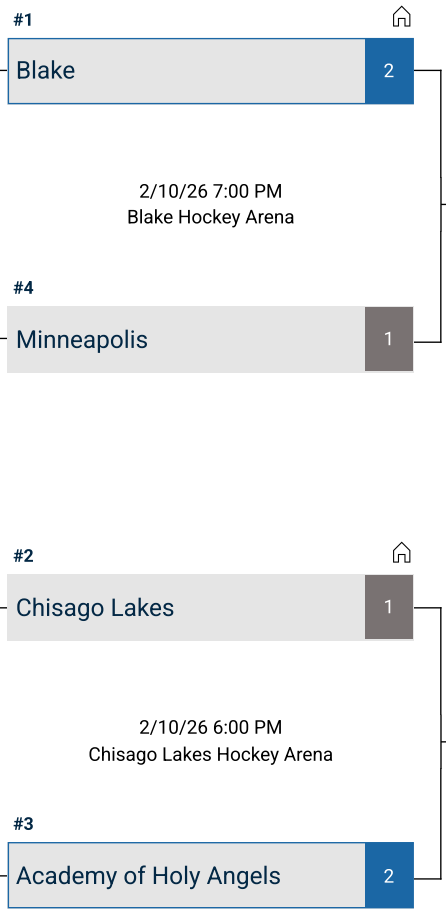 #1
Blake
2
2/10/26 7:00 PM
Blake Hockey Arena
#4
Minneapolis
1
#2
Chisago Lakes
1
2/10/26 6:00 PM
Chisago Lakes Hockey Arena
#3
Academy of Holy Angels
2